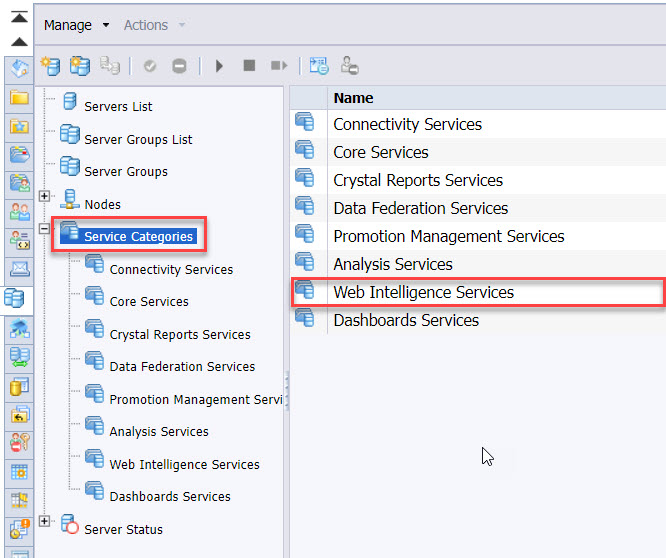 Manage Actions
Servers List
Server Groups List
Server Groups
Nodes
Service Categories
Connectivity Services
Core Services
Crystal Reports Services
Data Federation Services
Promotion Management Servi
Analysis Services
Web Intelligence Services
Dashboards Services
Server Status
Name
Connectivity Services
Core Services
Crystal Reports Services
Data Federation Services
Promotion Management Services
Analysis Services
Web Intelligence Services
Dashboards Services